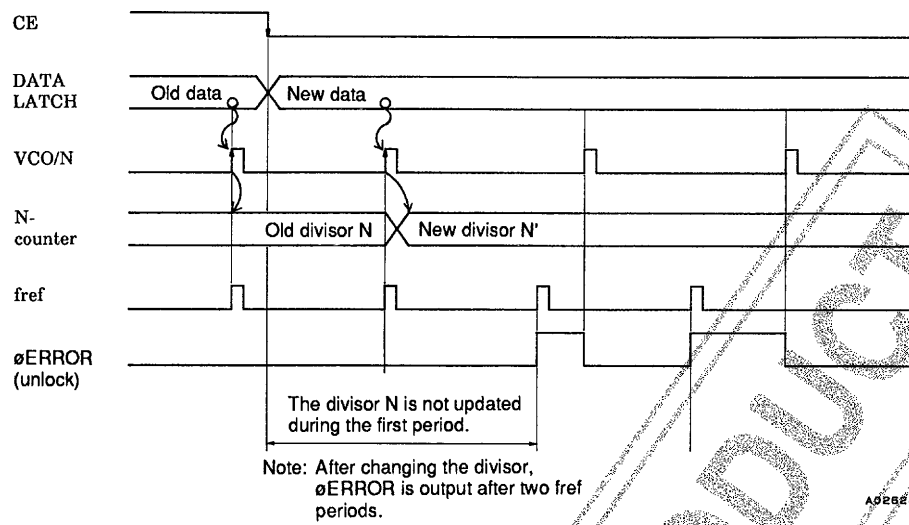 CE
DATA
LATCH
Old data
New data
VCO/N
N-
counter
Old divisor N
New divisor N'
fref
øERROR
(unlock)
The divisor N is not updated
during the first period.
Note: After changing the divisor,
øERROR is output after two fref
periods.